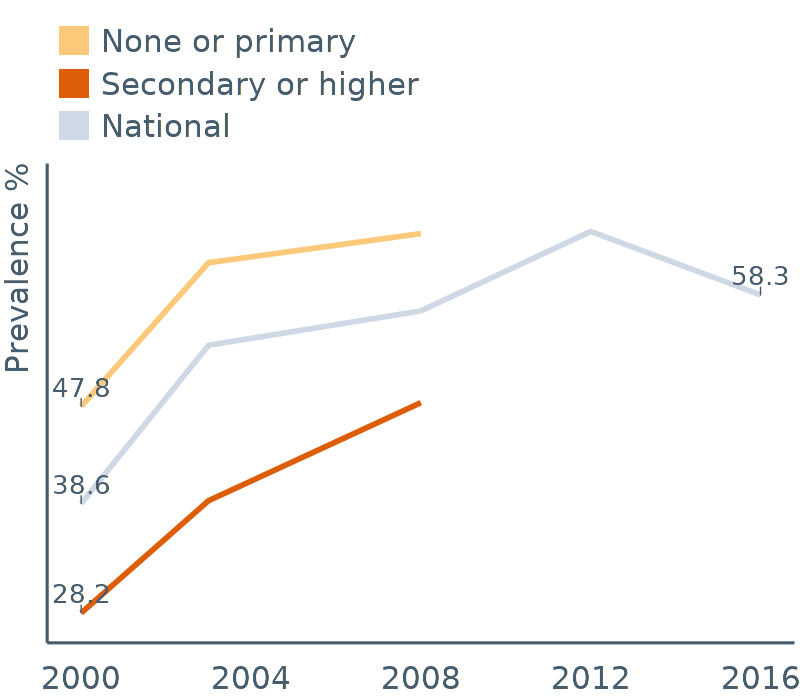 None or primary
Secondary or higher
National
Prevalence %
58.3
47.8
38.6
28.2
2000 2004 2008 2012 2016